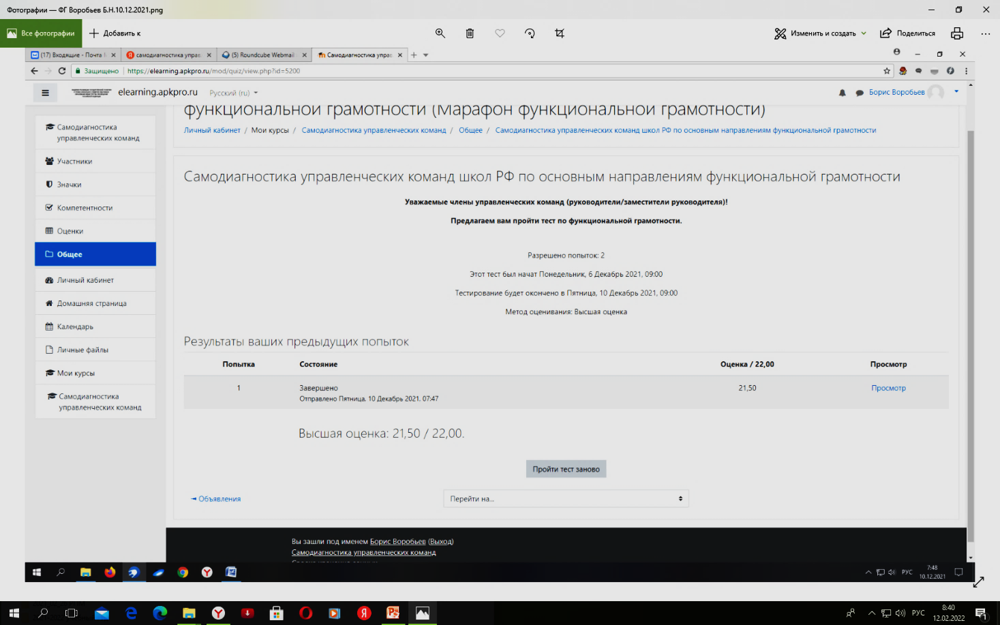 Фотографии — ФГ Воробьев Б.Н.10.12.2021.png
Все фотографии
Добавить к
Изменить и создать
Поделиться
(17) Входящие - Почта
самодиагностика упра
(5) Roundcube Webmail
Самодиагностика упра
Защищено
https://elearning.apkpro.ru/mod/quiz/view.php?id=5200
elearning.apkpro.ru
Русский (ru)
Борис Воробьев
функциональной грамотности (Марафон функциональной грамотности)
Личный кабинет / Мои курсы / Самодиагностика управленческих команд / Общее / Самодиагностика управленческих команд школ РФ по основным направлениям функциональной грамотности
Самодиагностика
управленческих команд
Участники
Значки
Компетентности
Оценки
Общее
Личный кабинет
Домашняя страница
Календарь
Личные файлы
Мои курсы
Самодиагностика
управленческих команд
Самодиагностика управленческих команд школ РФ по основным направлениям функциональной грамотности
Уважаемые члены управленческих команд (руководители/заместители руководителя)!
Предлагаем вам пройти тест по функциональной грамотности.
Разрешено попыток: 2
Этот тест был начат Понедельник, 6 Декабрь 2021, 09:00
Тестирование будет окончено в Пятница, 10 Декабрь 2021, 09:00
Метод оценивания: Высшая оценка
Результаты ваших предыдущих попыток
Попытка Состояние Оценка / 22,00 Просмотр
1 Завершено 21,50 Просмотр
Отправлено Пятница, 10 Декабрь 2021, 07:47
Высшая оценка: 21,50 / 22,00.
Пройти тест заново
◄ Объявления
Перейти на...
Вы зашли под именем Борис Воробьев (Выход)
Самодиагностика управленческих команд
РУС
7:48
10.12.2021
РУС
8:40
12.02.2022
1